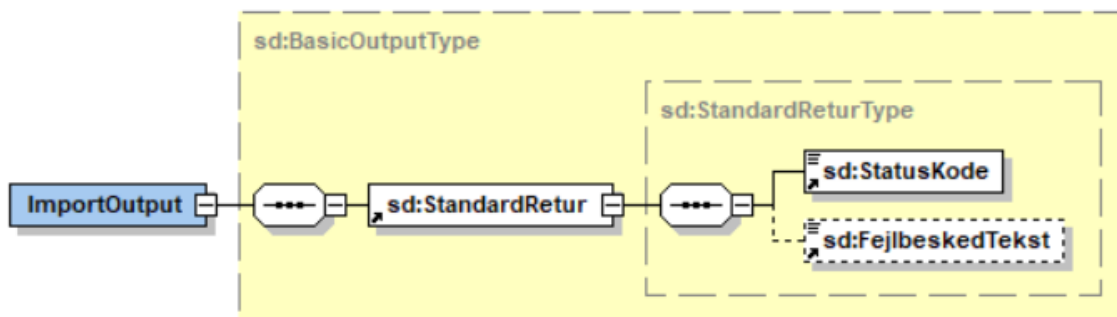 sd:BasicOutputType
sd:StandardReturType
sd:StatusKode
ImportOutput
sd:StandardRetur
sd:FejlbeskedTekst